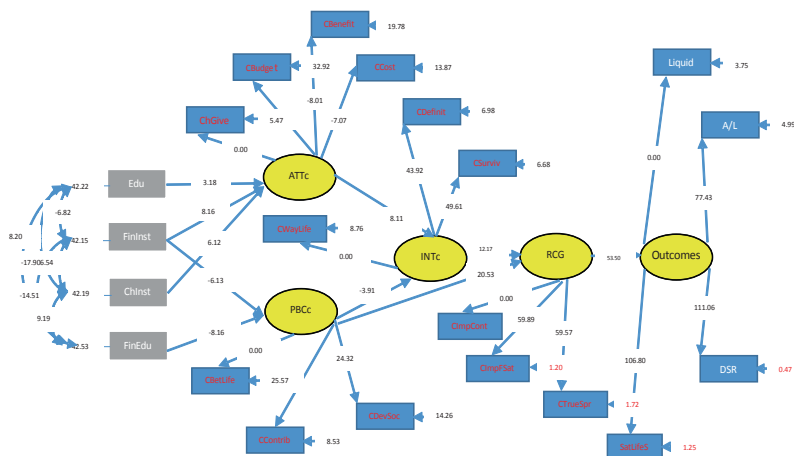 CBenefit
19.78
Liquid
3.75
CBudget
32.92
CCost
13.87
-8.01
ChGive
5.47
-7.07
CDefinit
6.98
A/L
4.99
0.00
0.00
CSurviv
6.68
43.92
ATTc
Edu
3.18
42.22
77.43
49.61
-6.82
8.16
8.11
CWayLife
8.76
8.20
42.15
FinInst
6.12
0.00
INTc
12.17
RCG
53.50
Outcomes
-17.90
6.54
20.53
-14.51
42.19
ChInst
-6.13
-3.91
0.00
111.06
9.19
PBCc
CImpCont
59.89
59.57
42.53
FinEdu
-8.16
0.00
24.32
106.80
CBetLife
25.57
CImpl Sat
1.20
DSR
0.47
CDevSoc
14.26
CTrueSpr
1.72
CContrib
8.53
SatLifeS
1.25